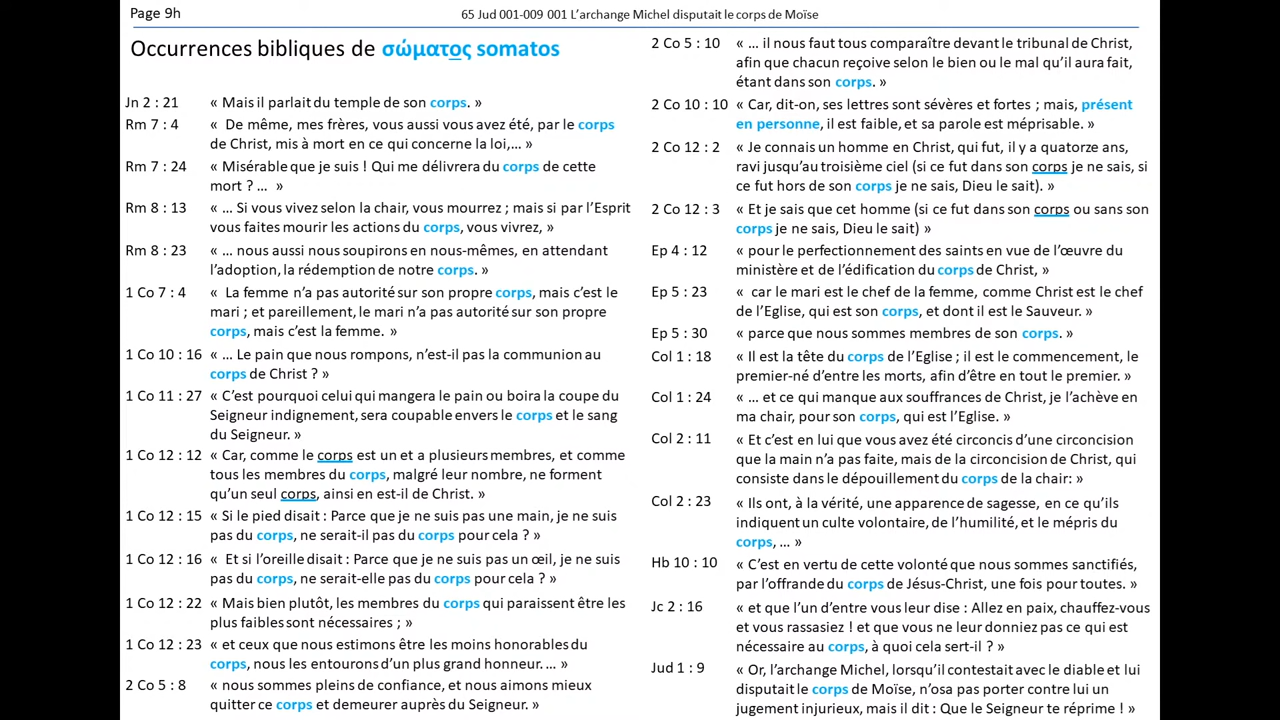 Page 9h
65 Jud 001-009 001 L’archange Michel disputait le corps de Moïse
Occurrences bibliques de σώματος somatos
Jn 2 : 21 « Mais il parlait du temple de son corps. »
Rm 7 : 4 « De même, mes frères, vous aussi vous avez été, par le corps
de Christ, mis à mort en ce qui concerne la loi,... »
Rm 7 : 24 « Misérable que je suis ! Qui me délivrera du corps de cette
mort ? ... »
Rm 8 : 13 « ... Si vous vivez selon la chair, vous mourrez ; mais si par l’Esprit
vous faites mourir les actions du corps, vous vivrez, »
Rm 8 : 23 « ... nous aussi nous soupirons en nous-mêmes, en attendant
l’adoption, la rédemption de notre corps. »
1 Co 7 : 4 « La femme n’a pas autorité sur son propre corps, mais c’est le
mari ; et pareillement, le mari n’a pas autorité sur son propre
corps, mais c’est la femme. »
1 Co 10 : 16 « ... Le pain que nous rompons, n’est-il pas la communion au
corps de Christ ? »
1 Co 11 : 27 « C’est pourquoi celui qui mangera le pain ou boira la coupe du
Seigneur indignement, sera coupable envers le corps et le sang
du Seigneur. »
1 Co 12 : 12 « Car, comme le corps est un et a plusieurs membres, et comme
tous les membres du corps, malgré leur nombre, ne forment
qu’un seul corps, ainsi en est-il de Christ. »
1 Co 12 : 15 « Si le pied disait : Parce que je ne suis pas une main, je ne suis
pas du corps, ne serait-il pas du corps pour cela ? »
1 Co 12 : 16 « Et si l’oreille disait : Parce que je ne suis pas un œil, je ne suis
pas du corps, ne serait-elle pas du corps pour cela ? »
1 Co 12 : 22 « Mais bien plutôt, les membres du corps qui paraissent être les
plus faibles sont nécessaires ; »
1 Co 12 : 23 « et ceux que nous estimons être les moins honorables du
corps, nous les entourons d’un plus grand honneur. ... »
2 Co 5 : 8 « nous sommes pleins de confiance, et nous aimons mieux
quitter ce corps et demeurer auprès du Seigneur. »
2 Co 5 : 10 « ... il nous faut tous comparaître devant le tribunal de Christ,
afin que chacun reçoive selon le bien ou le mal qu’il aura fait,
étant dans son corps. »
2 Co 10 : 10 « Car, dit-on, ses lettres sont sévères et fortes ; mais, présent
en personne, il est faible, et sa parole est méprisable. »
2 Co 12 : 2 « Je connais un homme en Christ, qui fut, il y a quatorze ans,
ravi jusqu’au troisième ciel (si ce fut dans son corps je ne sais, si
ce fut hors de son corps je ne sais, Dieu le sait). »
2 Co 12 : 3 « Et je sais que cet homme (si ce fut dans son corps ou sans son
corps je ne sais, Dieu le sait) »
Ep 4 : 12 « pour le perfectionnement des saints en vue de l’œuvre du
ministère et de l’édification du corps de Christ, »
Ep 5 : 23 « car le mari est le chef de la femme, comme Christ est le chef
de l’Eglise, qui est son corps, et dont il est le Sauveur. »
Ep 5 : 30 « parce que nous sommes membres de son corps. »
Col 1 : 18 « Il est la tête du corps de l’Eglise ; il est le commencement, le
premier-né d’entre les morts, afin d’être en tout le premier. »
Col 1 : 24 « ... et ce qui manque aux souffrances de Christ, je l’achève en
ma chair, pour son corps, qui est l’Eglise. »
Col 2 : 11 « Et c’est en lui que vous avez été circoncis d’une circoncision
que la main n’a pas faite, mais de la circoncision de Christ, qui
consiste dans le dépouillement du corps de la chair: »
Col 2 : 23 « Ils ont, à la vérité, une apparence de sagesse, en ce qu’ils
indiquent un culte volontaire, de l’humilité, et le mépris du
corps, ... »
Hb 10 : 10 « C’est en vertu de cette volonté que nous sommes sanctifiés,
par l’offrande du corps de Jésus-Christ, une fois pour toutes. »
Jc 2 : 16 « et que l’un d’entre vous leur dise : Allez en paix, chauffez-vous
et vous rassasiez ! et que vous ne leur donniez pas ce qui est
nécessaire au corps, à quoi cela sert-il ? »
Jud 1 : 9 « Or, l’archange Michel, lorsqu’il contestait avec le diable et lui
disputait le corps de Moïse, n’osa pas porter contre lui un
jugement injurieux, mais il dit : Que le Seigneur te réprime ! »